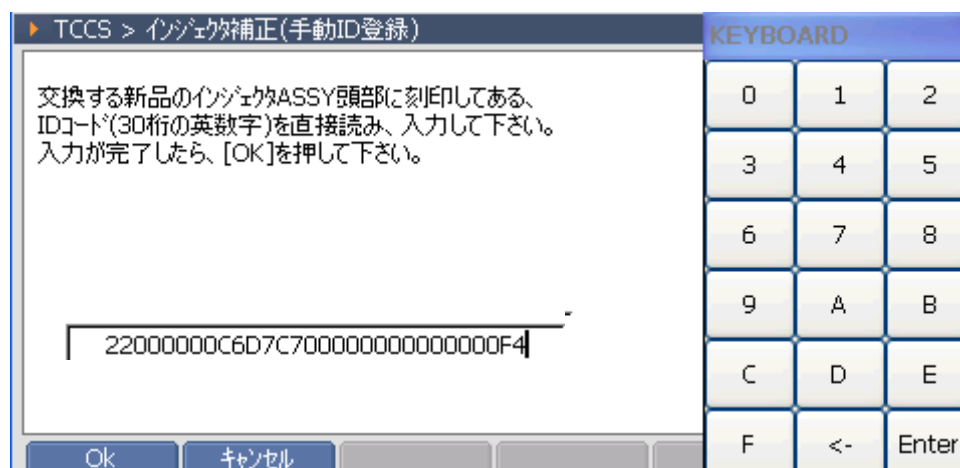 TCCS > ｲﾝｼﾞｪｸﾀ補正(手動ID登録)
交換する新品のｲﾝｼﾞｪｸﾀASSY頭部に刻印してある、
IDｺｰﾄﾞ(30桁の英数字)を直接読み、入力して下さい。
入力が完了したら、[OK]を押して下さい。
22000000C6D7C700000000000000F4
Ok ｷｬﾝｾﾙ
KEYBOARD
0 1 2
3 4 5
6 7 8
9 A B
C D E
F <- Enter